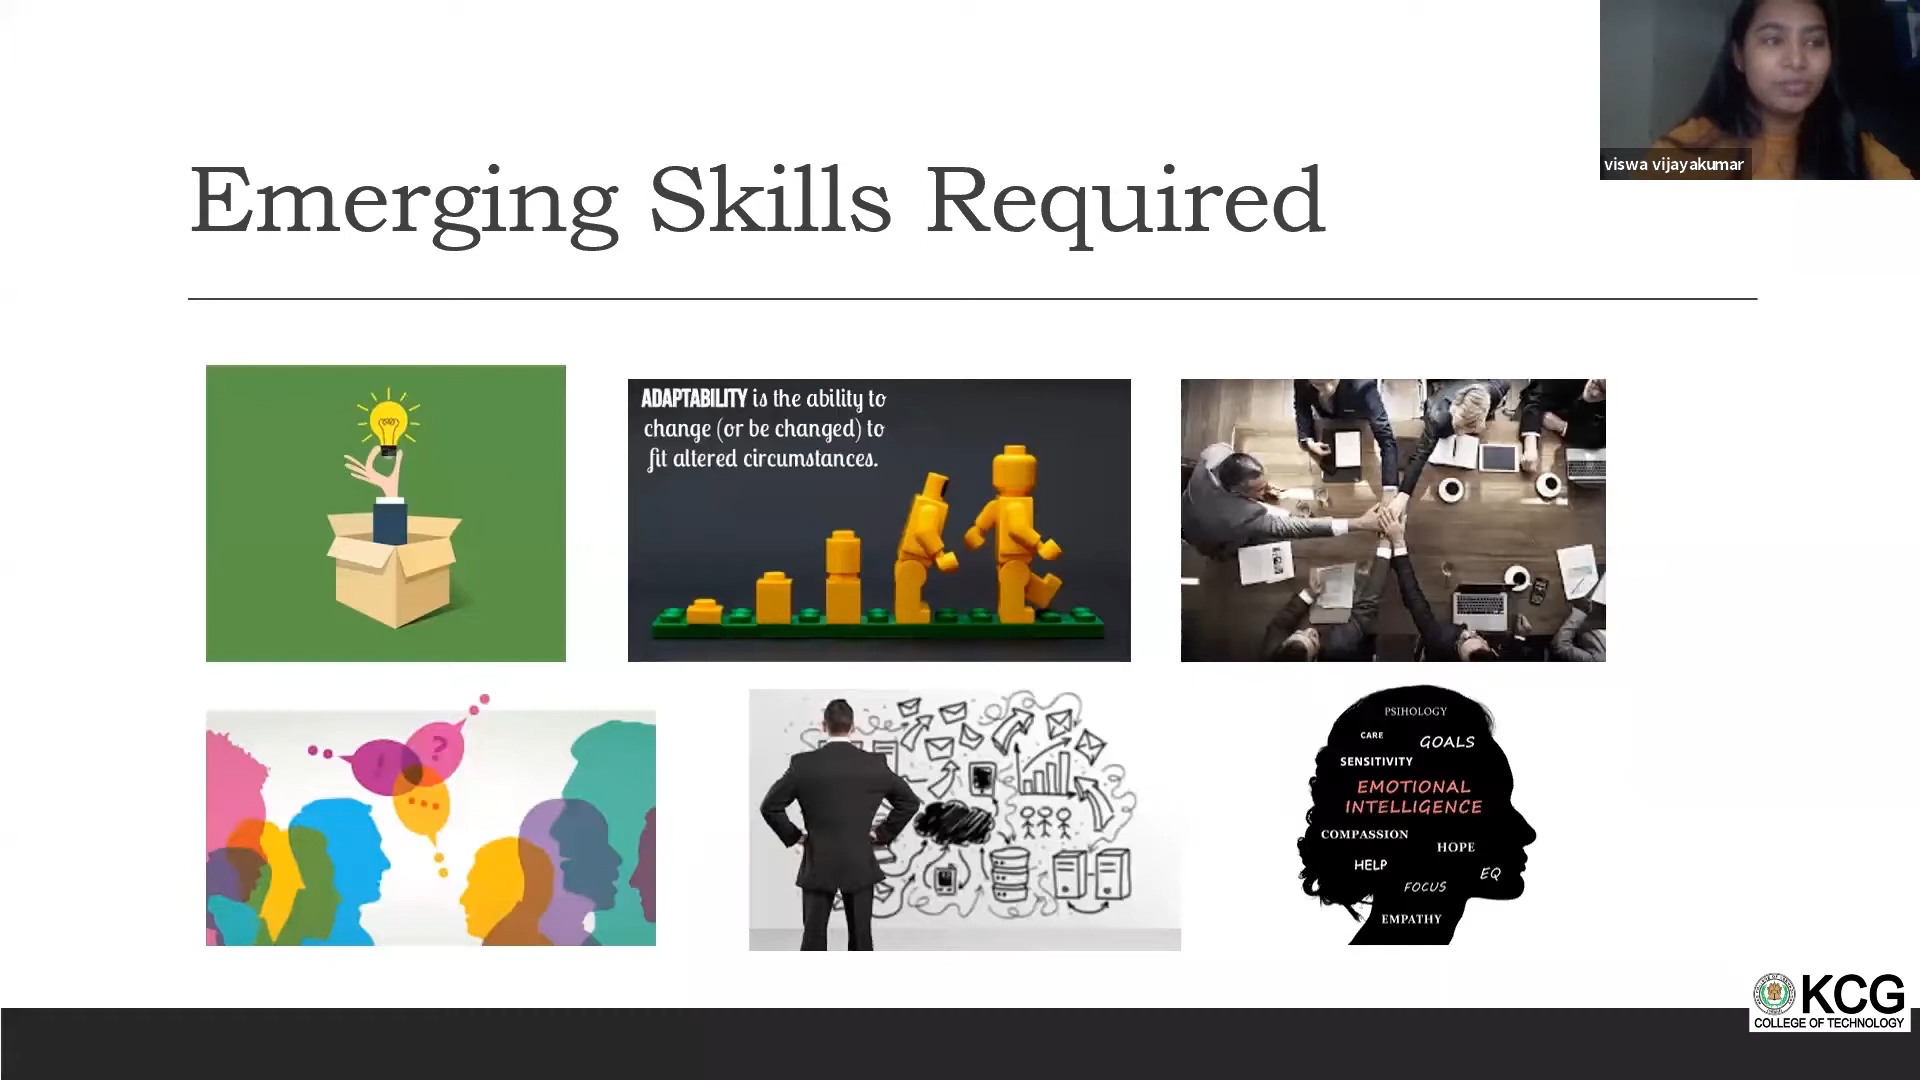 viswa vijayakumar
Emerging Skills Required
ADAPTABILITY is the ability to
change (or be changed) to
fit altered circumstances.
PSIHOLOGY
CARE
GOALS
SENSITIVITY
EMOTIONAL
INTELLIGENCE
COMPASSION
HOPE
HELP
EQ
FOCUS
EMPATHY
KCG
COLLEGE OF TECHNOLOGY